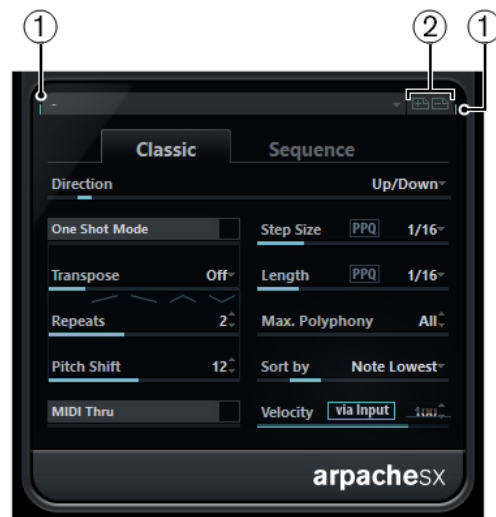 1 2 1
-
Classic Sequence
Direction Up/Down
One Shot Mode Step Size PPQ 1/16
Transpose Off Length PPQ 1/16
Repeats 2 Max. Polyphony All
Pitch Shift 12 Sort by Note Lowest
MIDI Thru Velocity via Input 100
arpachesx